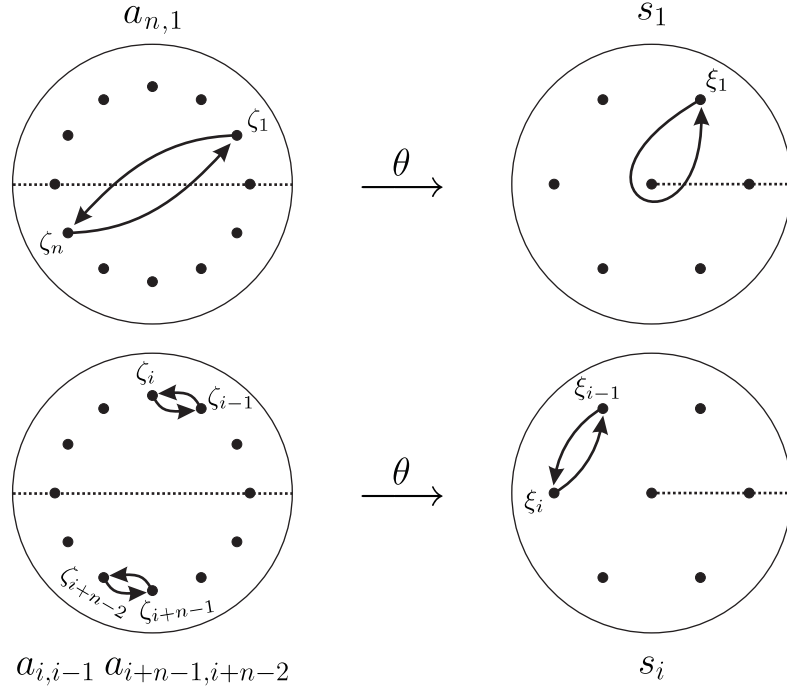 a_{n,1}
s_1
ζ_1
ξ_1
θ
ζ_n
ζ_i
ζ_{i−1}
ξ_{i−1}
θ
ξ_i
ζ_{i+n−2}
ζ_{i+n−1}
a_{i,i−1} a_{i+n−1,i+n−2}
s_i